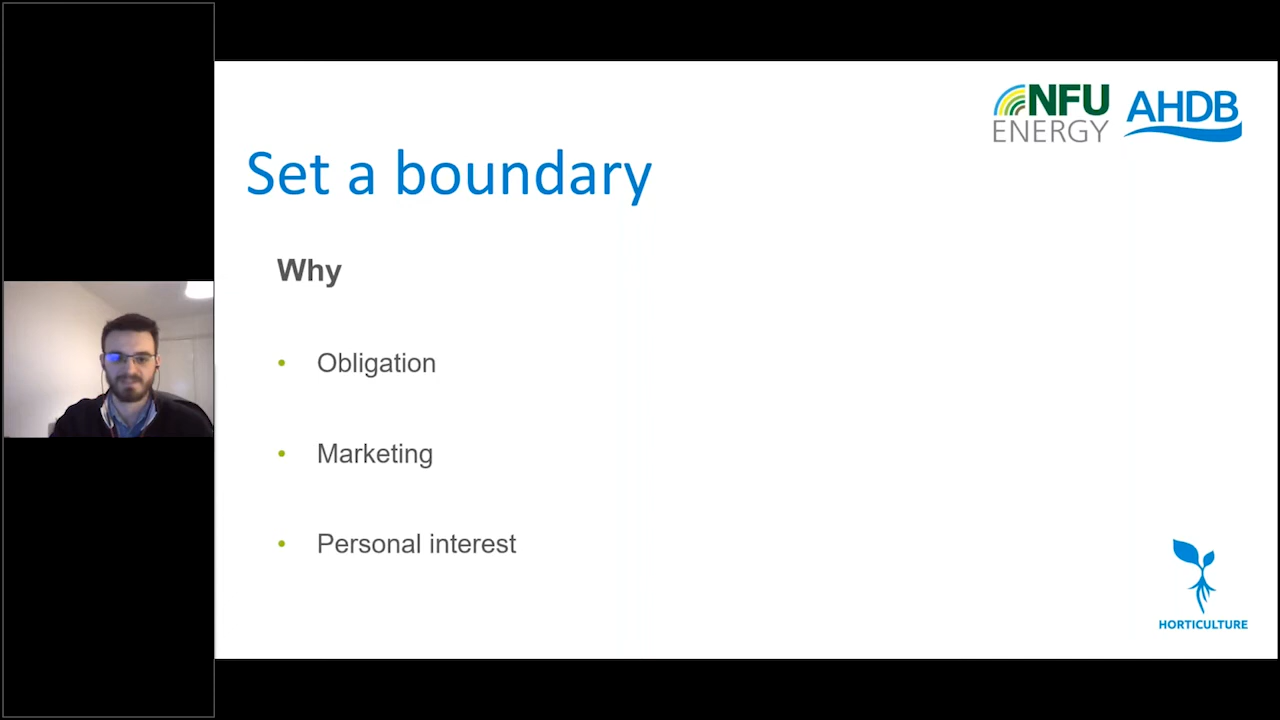 NFU
ENERGY
AHDB
Set a boundary
Why
• Obligation
• Marketing
• Personal interest
HORTICULTURE